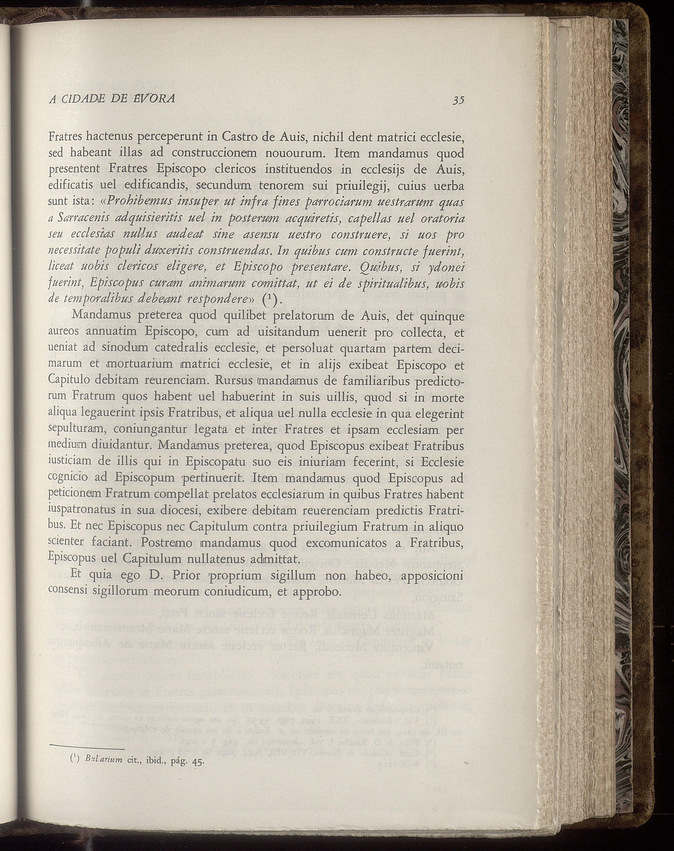 A CIDADE DE ÉVORA 35
Fratres hactenus perceperunt in Castro de Auis, nichil dent matrici ecclesie,
sed habeant illas ad construccionem nouorum. Item mandamus quod
presentent Fratres Episcopo clericos instituendos in ecclesijs de Auis,
edificatis uel edificandis, secundum tenorem sui priuilegij, cuius uerba
sunt ista: «Prohibemus insuper ut infra fines parrociarum uestrarum quas
a Sarracenis adquisieritis uel in posterum acquiretis, capellas uel oratoria
seu ecclesias nullus audeat sine asensu uestro construere, si uos pro
necessitate populi duxeritis construendas. In quibus cum constructe fuerint,
liceat uobis clericos eligere, et Episcopo presentare. Quibus, si ydonei
fuerint, Episcopus curam animarum comittat, ut ei de spiritualibus, uobis
de temporalibus debeant respondere» (¹).
Mandamus preterea quod quilibet prelatorum de Auis, det quinque
aureos annuatim Episcopo, cum ad uisitandum uenerit pro collecta, et
ueniat ad sinodum catedralis ecclesie, et persoluat quartam partem deci-
marum et mortuarium matrici ecclesie, et in alijs exibeat Episcopo et
Capitulo debitam reurenciam. Rursus mandamus de familiaribus predicto-
rum Fratrum quos habent uel habuerint in suis uillis, quod si in morte
aliqua legauerint ipsis Fratribus, et aliqua uel nulla ecclesie in qua elegerint
sepulturam, coniungantur legata et inter Fratres et ipsam ecclesiam per
medium diuidantur. Mandamus preterea, quod Episcopus exibeat Fratribus
iusticiam de illis qui in Episcopatu suo eis iniuriam fecerint, si Ecclesie
cognicio ad Episcopum pertinuerit. Item mandamus quod Episcopus ad
peticionem Fratrum compellat prelatos ecclesiarum in quibus Fratres habent
iuspatronatus in sua diocesi, exibere debitam reuerenciam predictis Fratri-
bus. Et nec Episcopus nec Capitulum contra priuilegium Fratrum in aliquo
scienter faciant. Postremo mandamus quod excomunicatos a Fratribus,
Episcopus uel Capitulum nullatenus admittat.
Et quia ego D. Prior proprium sigillum non habeo, apposicioni
consensi sigillorum meorum coniudicum, et approbo.
(¹) Bularium cit., ibid., pág. 45.